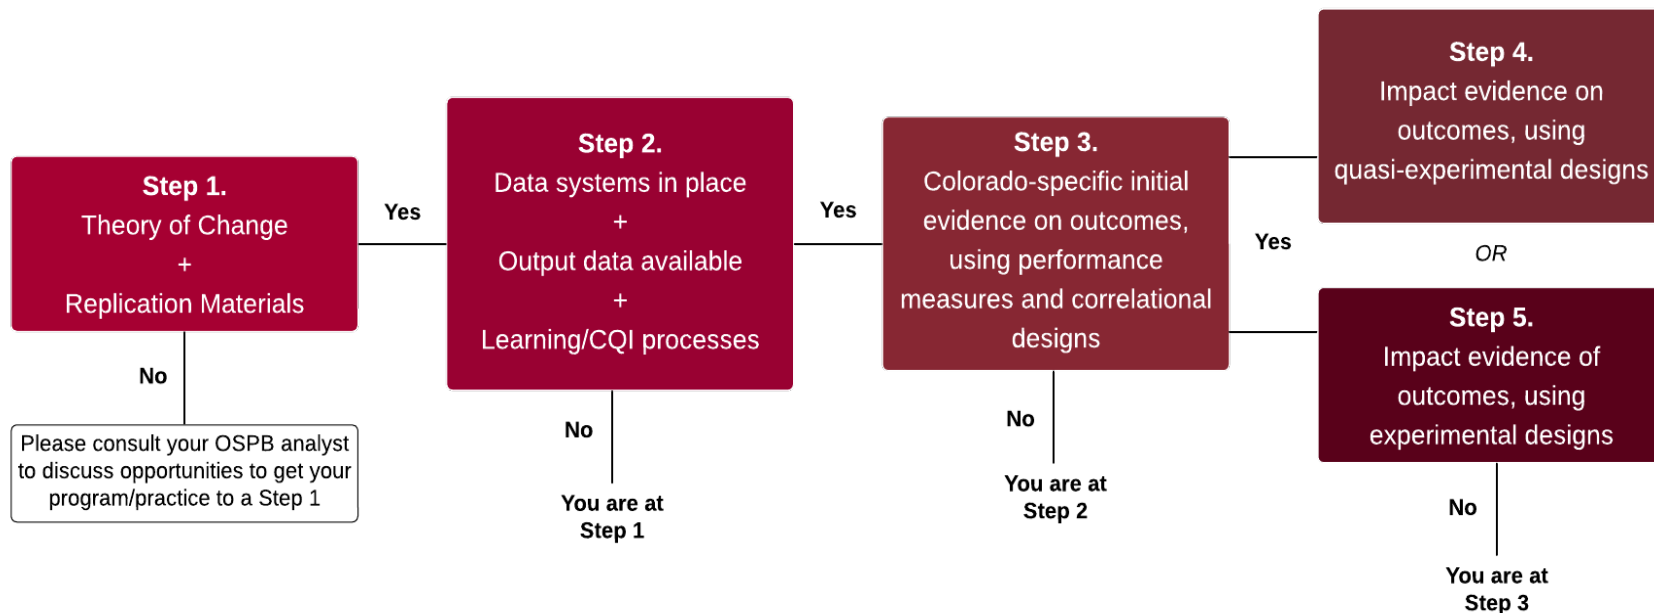 Step 1.
Theory of Change
+
Replication Materials
No
Please consult your OSPB analyst
to discuss opportunities to get your
program/practice to a Step 1
Yes
Step 2.
Data systems in place
+
Output data available
+
Learning/CQI processes
No
You are at
Step 1
Yes
Step 3.
Colorado-specific initial
evidence on outcomes,
using performance
measures and correlational
designs
No
You are at
Step 2
Yes
Step 4.
Impact evidence on
outcomes, using
quasi-experimental designs
OR
Step 5.
Impact evidence of
outcomes, using
experimental designs
No
You are at
Step 3